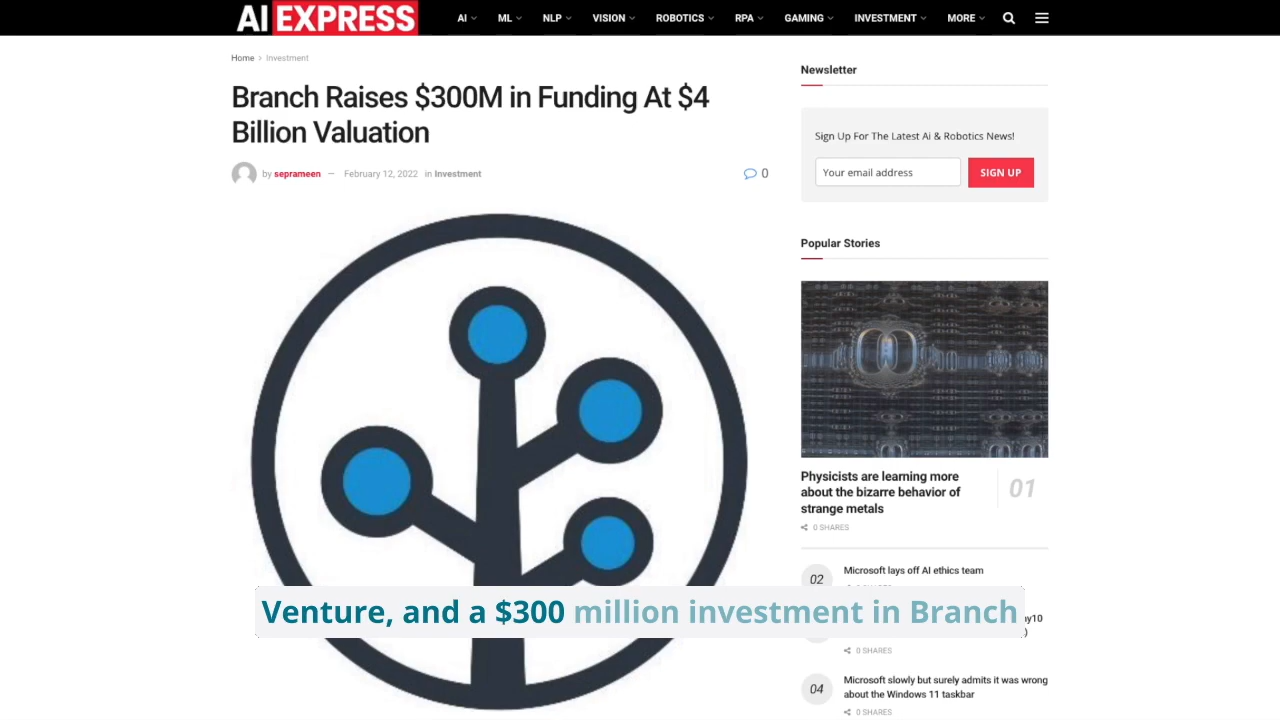 AI EXPRESS
AI ML NLP VISION ROBOTICS RPA GAMING INVESTMENT MORE
Home > Investment
Branch Raises $300M in Funding At $4
Billion Valuation
by seprameen — February 12, 2022 in Investment
0
Newsletter
Sign Up For The Latest Ai & Robotics News!
Your email address
SIGN UP
Popular Stories
Physicists are learning more
about the bizarre behavior of
strange metals
01
0 SHARES
02
Microsoft lays off AI ethics team
Venture, and a $300 million investment in Branch
0 SHARES
04
Microsoft slowly but surely admits it was wrong
about the Windows 11 taskbar
0 SHARES